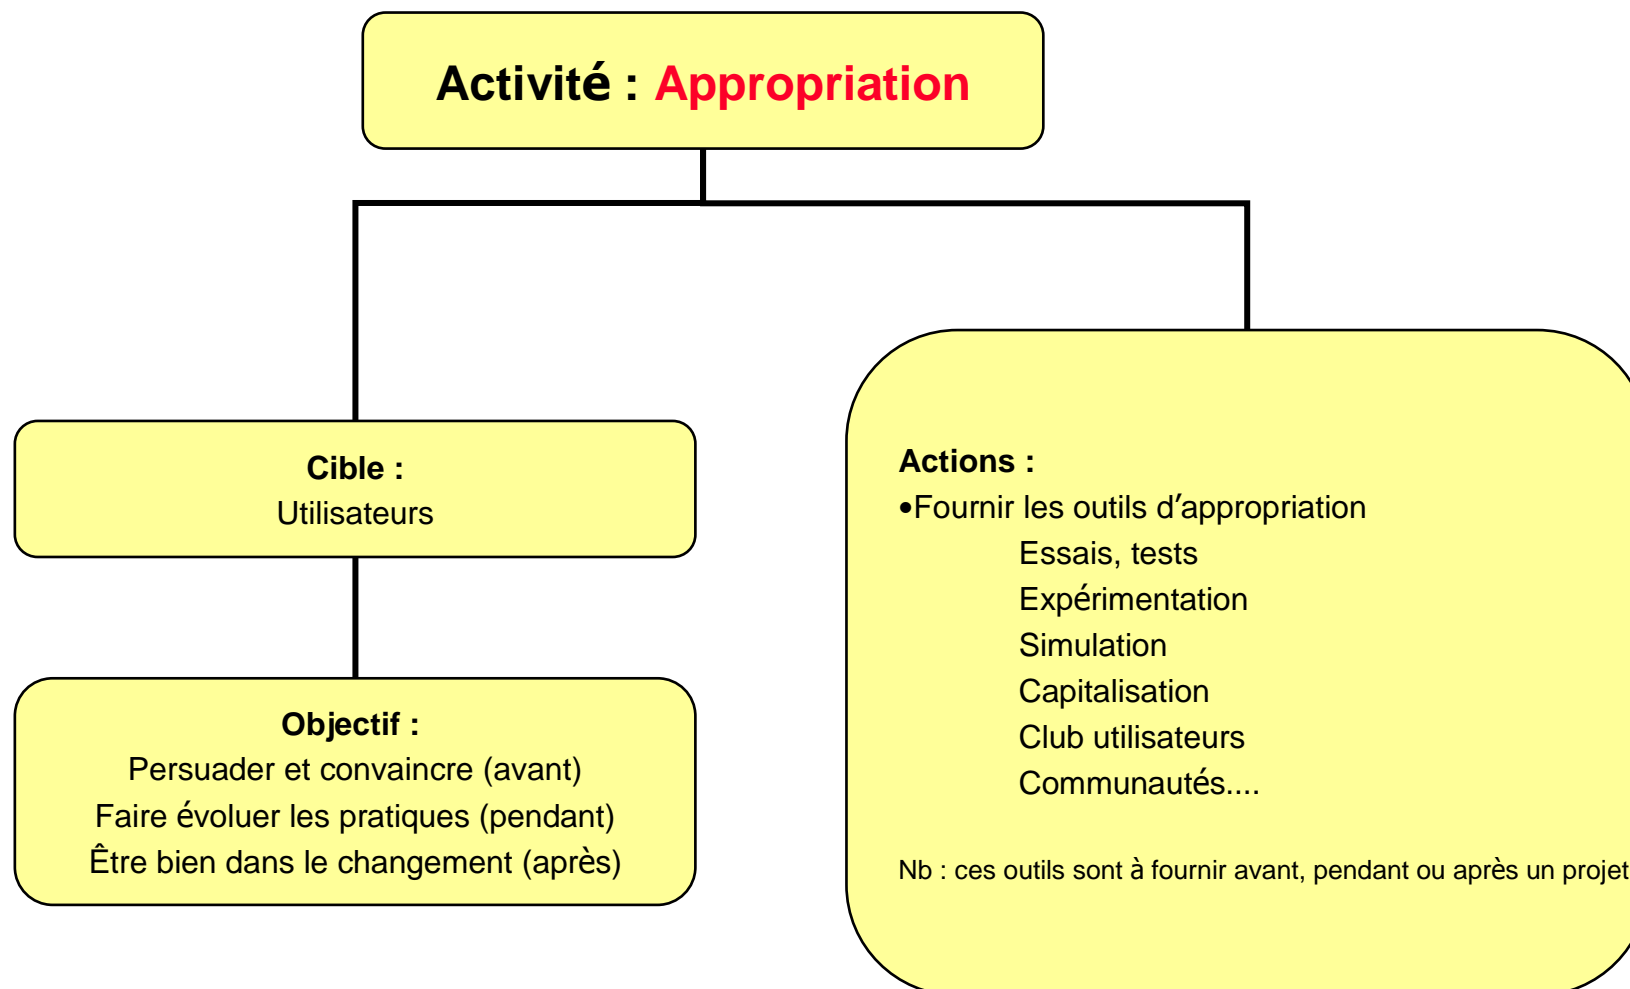 Activité : Appropriation
Cible :
Utilisateurs
Objectif :
Persuader et convaincre (avant)
Faire évoluer les pratiques (pendant)
Être bien dans le changement (après)
Actions :
•Fournir les outils d’appropriation
Essais, tests
Expérimentation
Simulation
Capitalisation
Club utilisateurs
Communautés....
Nb : ces outils sont à fournir avant, pendant ou après un projet